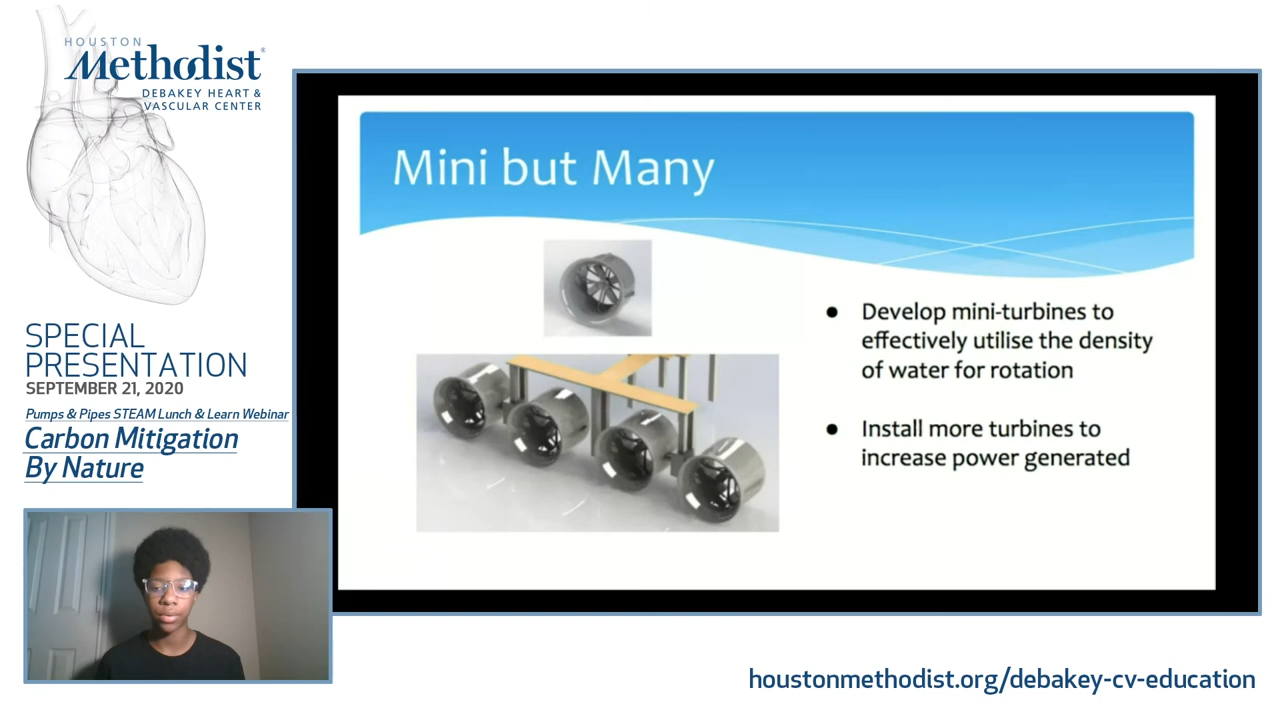 HOUSTON
Methodist®
DEBAKEY HEART &
VASCULAR CENTER
SPECIAL
PRESENTATION
SEPTEMBER 21, 2020
Pumps & Pipes STEAM Lunch & Learn Webinar
Carbon Mitigation
By Nature
Mini but Many
● Develop mini-turbines to
effectively utilise the density
of water for rotation
● Install more turbines to
increase power generated
houstonmethodist.org/debakey-cv-education